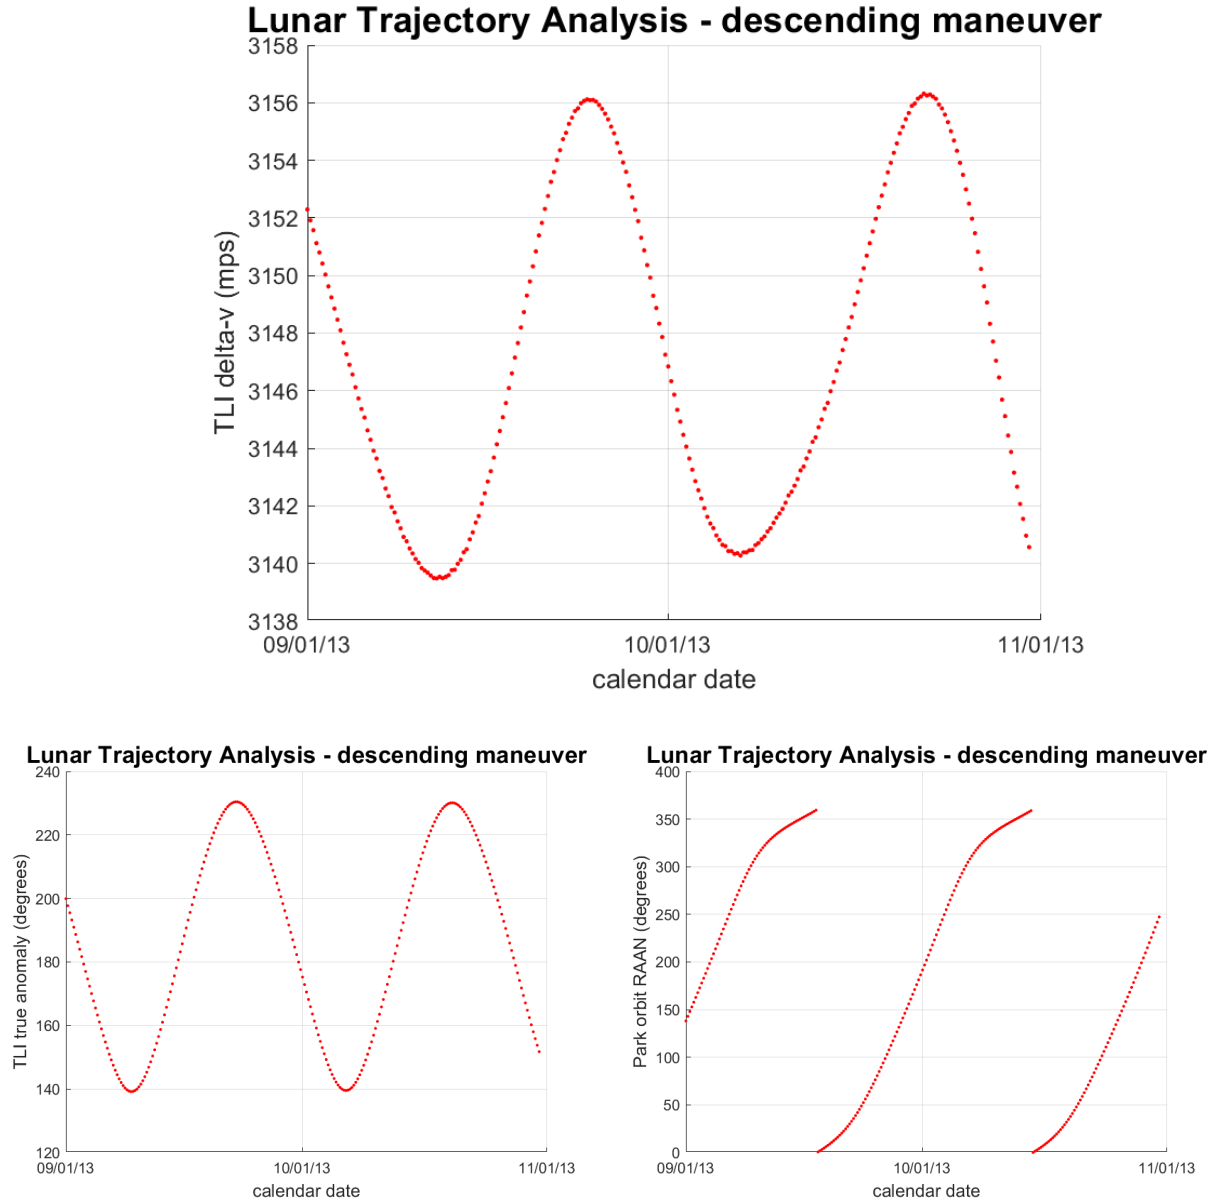 Lunar Trajectory Analysis - descending maneuver
3158
3156
3154
3152
3150
3148
3146
3144
3142
3140
3138
TLI delta-v (mps)
09/01/13 10/01/13 11/01/13
calendar date
Lunar Trajectory Analysis - descending maneuver
240
220
200
180
160
140
120
TLI true anomaly (degrees)
09/01/13 10/01/13 11/01/13
calendar date
Lunar Trajectory Analysis - descending maneuver
400
350
300
250
200
150
100
50
0
Park orbit RAAN (degrees)
09/01/13 10/01/13 11/01/13
calendar date